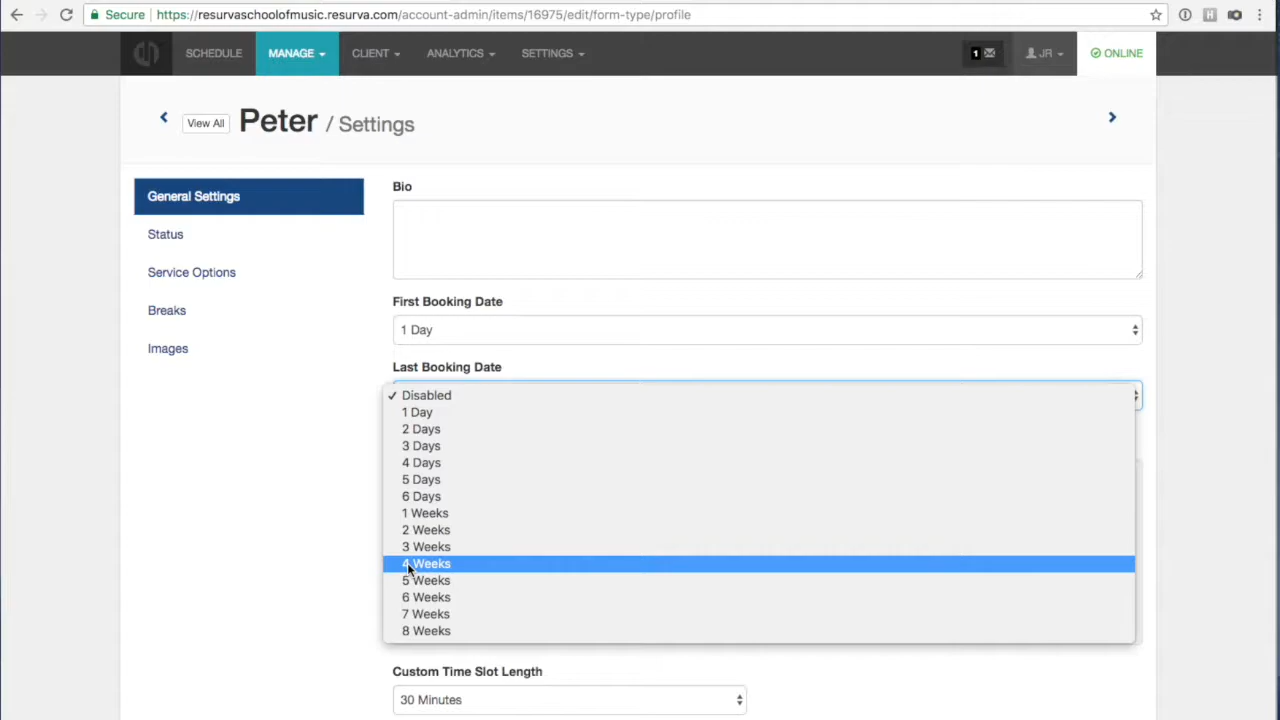 Secure https://resurvaschoolofmusic.resurva.com/account-admin/items/16975/edit/form-type/profile
SCHEDULE MANAGE CLIENT ANALYTICS SETTINGS 1 JR ONLINE
View All Peter / Settings
General Settings
Status
Service Options
Breaks
Images
Bio
First Booking Date
1 Day
Last Booking Date
✓ Disabled
1 Day
2 Days
3 Days
4 Days
5 Days
6 Days
1 Weeks
2 Weeks
3 Weeks
4 Weeks
5 Weeks
6 Weeks
7 Weeks
8 Weeks
Custom Time Slot Length
30 Minutes